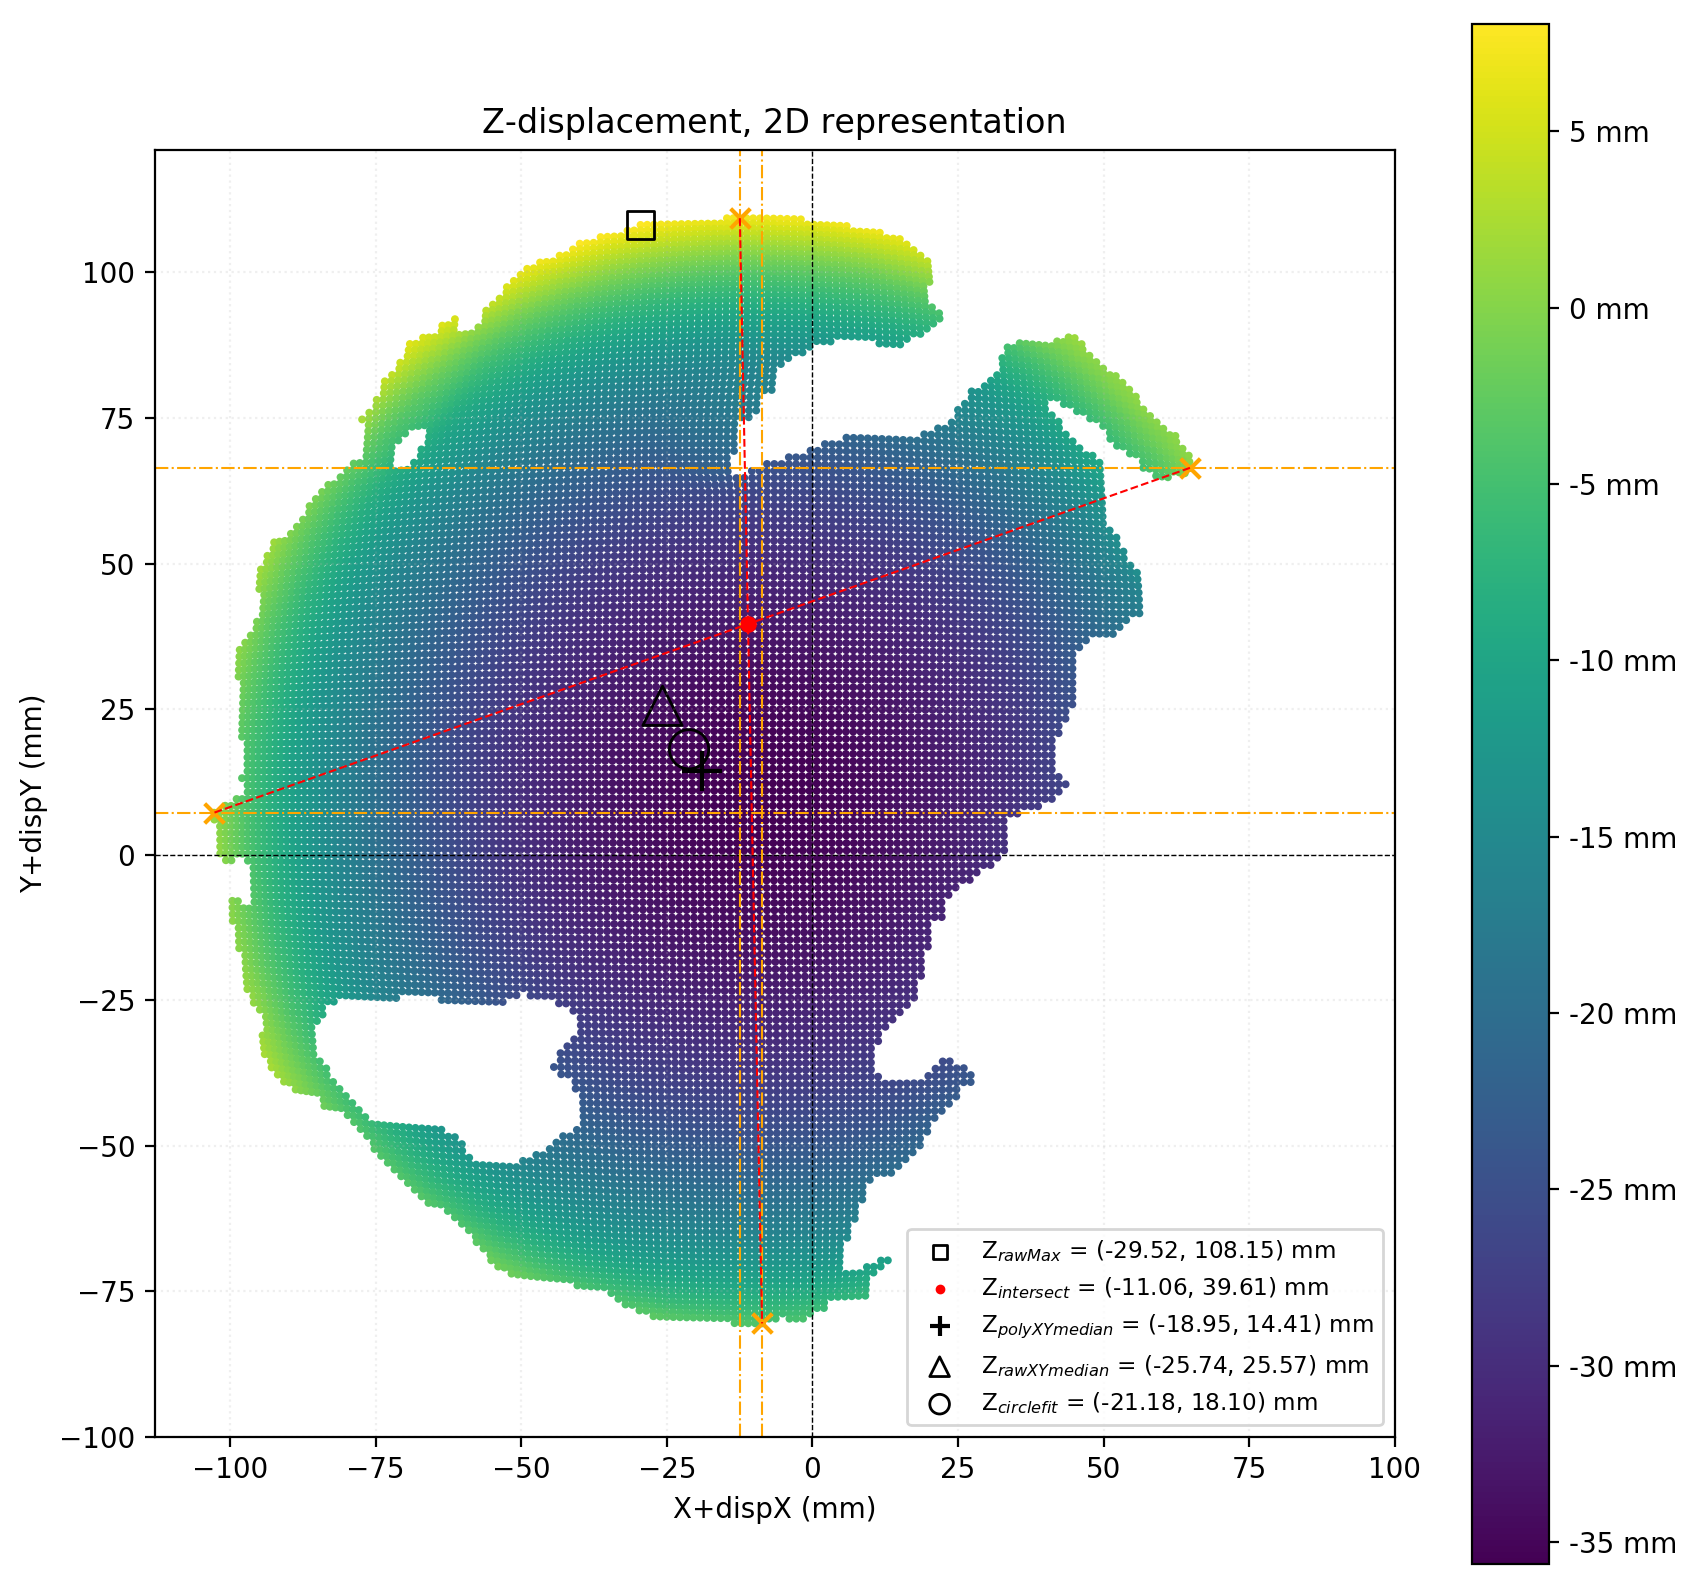 Z-displacement, 2D representation
5 mm
0 mm
-5 mm
-10 mm
-15 mm
-20 mm
-25 mm
-30 mm
-35 mm
Y+dispY (mm)
100
75
50
25
0
−25
−50
−75
−100
Z_rawMax = (-29.52, 108.15) mm
Z_intersect = (-11.06, 39.61) mm
Z_polyXYmedian = (-18.95, 14.41) mm
Z_rawXYmedian = (-25.74, 25.57) mm
Z_circlefit = (-21.18, 18.10) mm
−100 −75 −50 −25 0 25 50 75 100
X+dispX (mm)